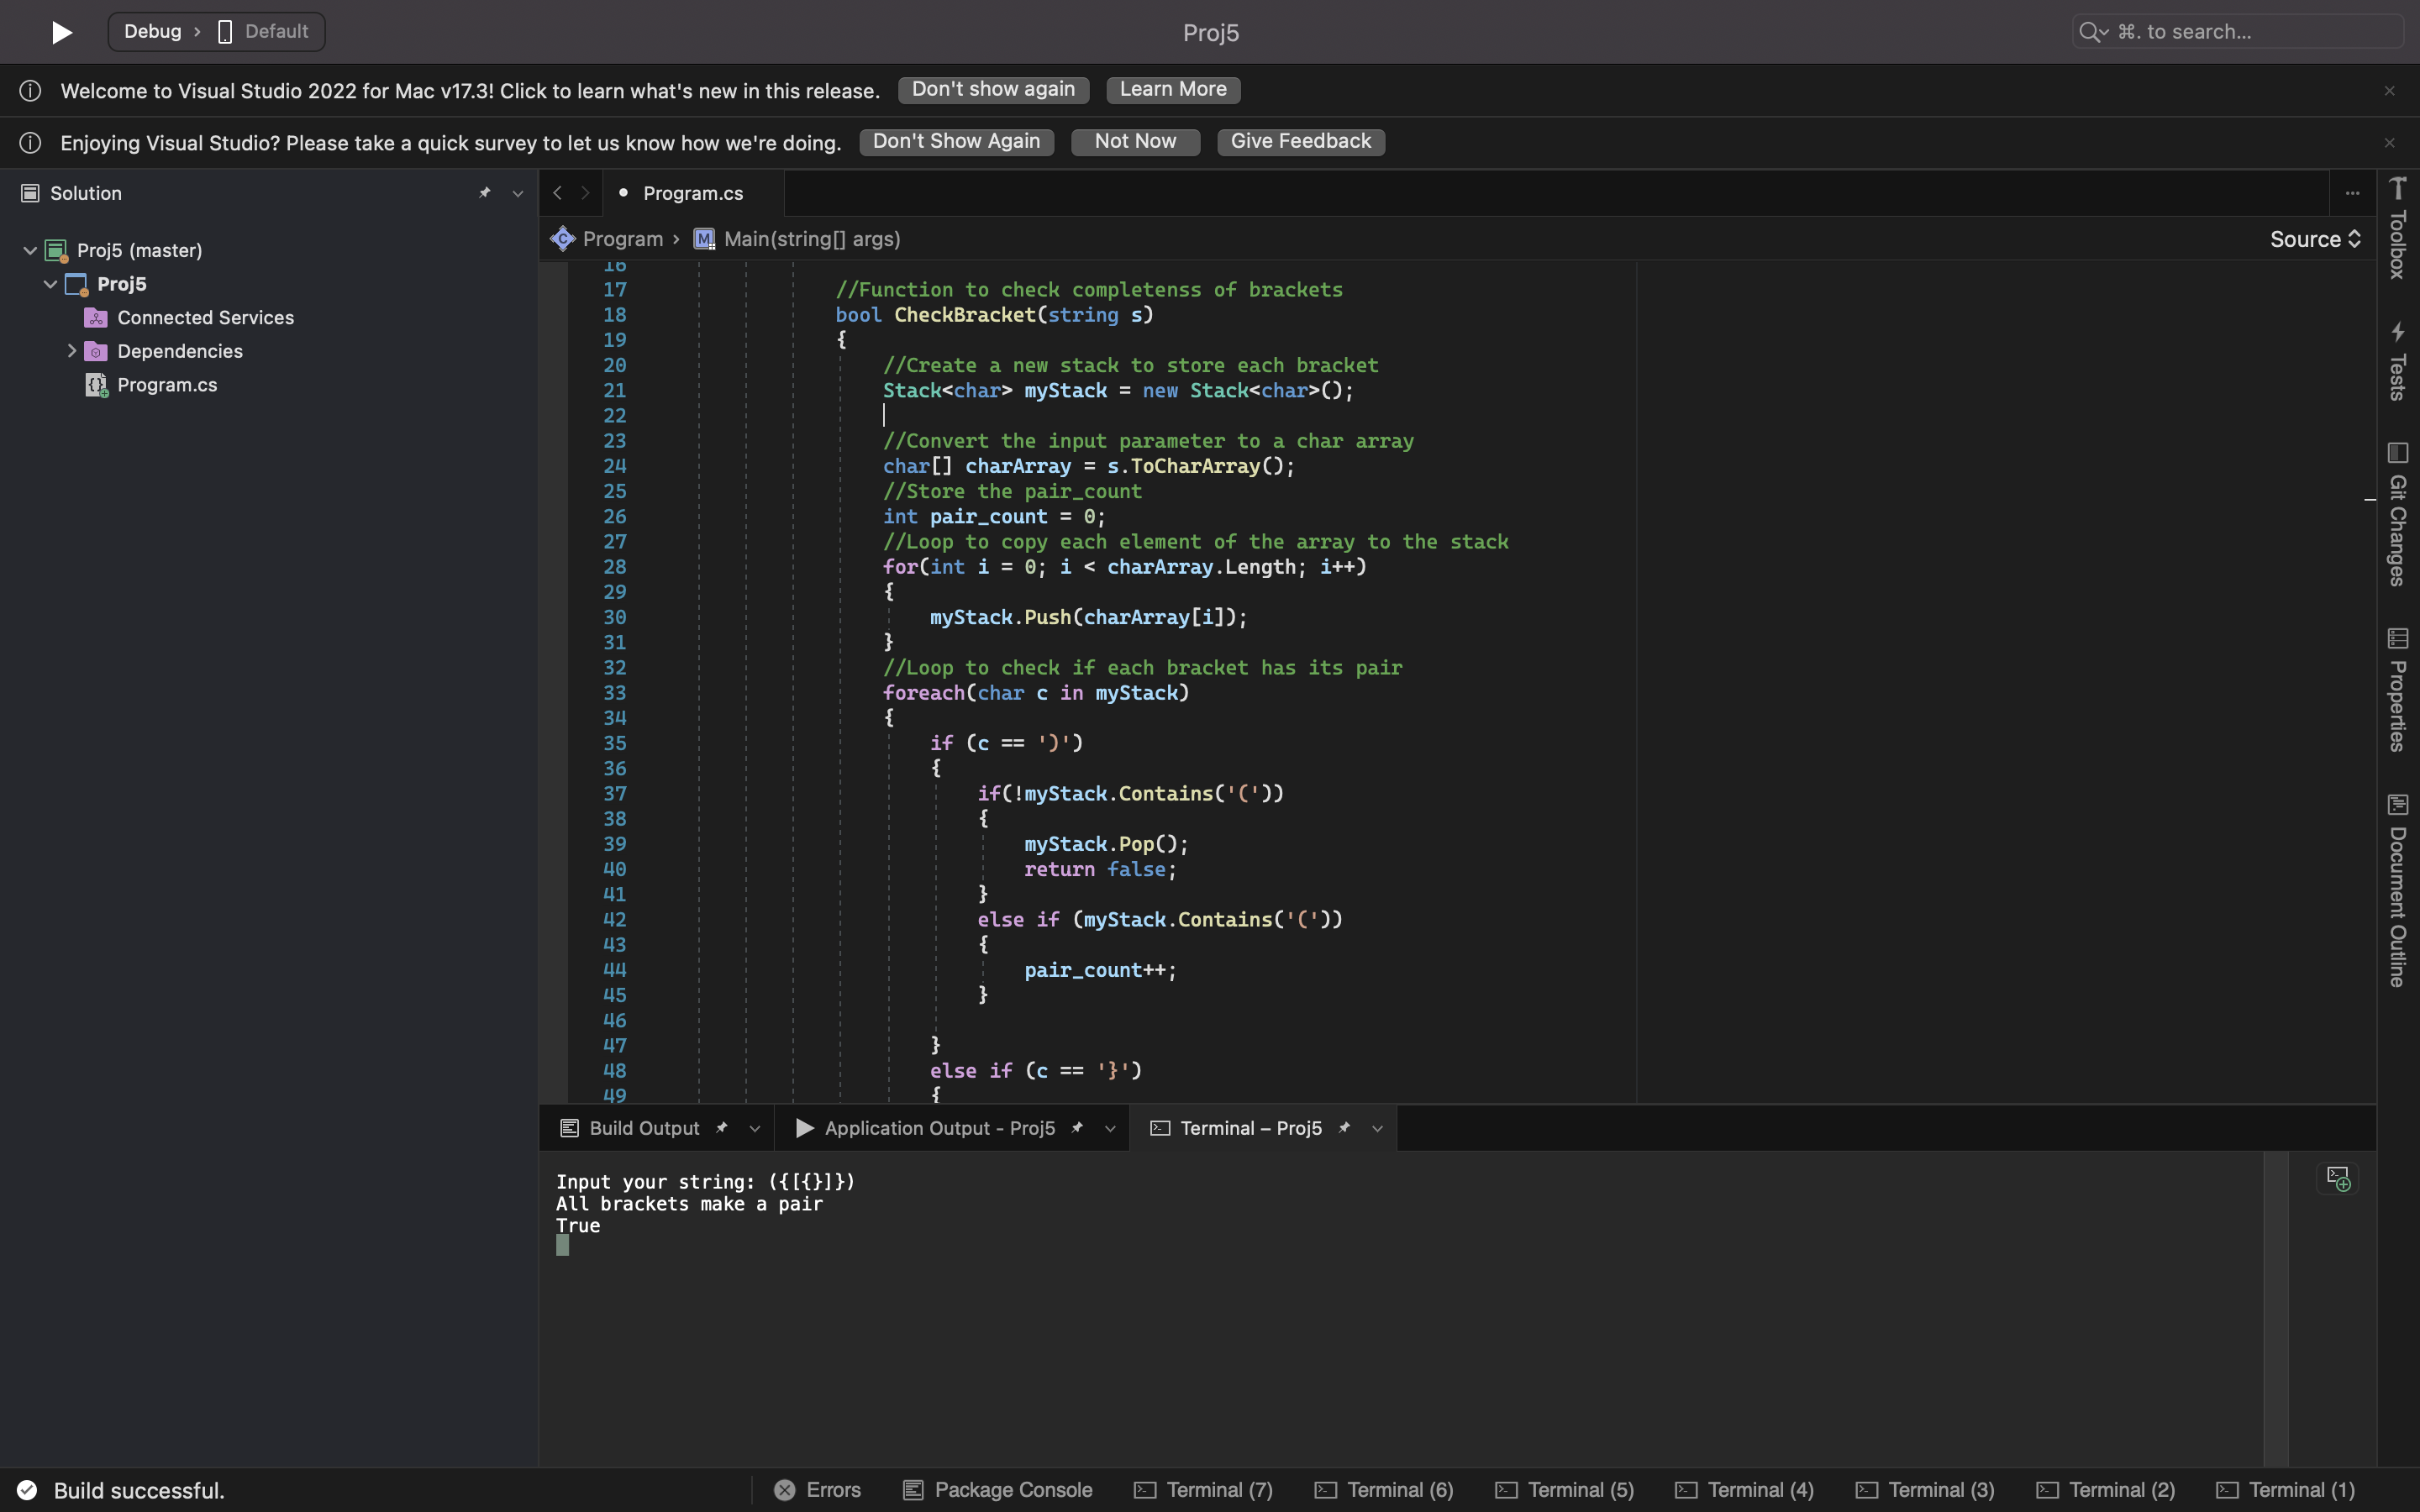 Debug › Default
Proj5
⌘. to search...
Welcome to Visual Studio 2022 for Mac v17.3! Click to learn what's new in this release. Don't show again Learn More
Enjoying Visual Studio? Please take a quick survey to let us know how we're doing. Don't Show Again Not Now Give Feedback
Solution
Proj5 (master)
Proj5
Connected Services
Dependencies
Program.cs
Program.cs
Program › M Main(string[] args)
Source
16
17 //Function to check completenss of brackets
18 bool CheckBracket(string s)
19 {
20 //Create a new stack to store each bracket
21 Stack<char> myStack = new Stack<char>();
22
23 //Convert the input parameter to a char array
24 char[] charArray = s.ToCharArray();
25 //Store the pair_count
26 int pair_count = 0;
27 //Loop to copy each element of the array to the stack
28 for(int i = 0; i < charArray.Length; i++)
29 {
30 myStack.Push(charArray[i]);
31 }
32 //Loop to check if each bracket has its pair
33 foreach(char c in myStack)
34 {
35 if (c == ')')
36 {
37 if(!myStack.Contains('('))
38 {
39 myStack.Pop();
40 return false;
41 }
42 else if (myStack.Contains('('))
43 {
44 pair_count++;
45 }
46
47 }
48 else if (c == '}')
49 {
Toolbox
Tests
Git Changes
Properties
Document Outline
Build Output
Application Output - Proj5
Terminal – Proj5
Input your string: ({[{}]})
All brackets make a pair
True
Build successful.
Errors
Package Console
Terminal (7)
Terminal (6)
Terminal (5)
Terminal (4)
Terminal (3)
Terminal (2)
Terminal (1)